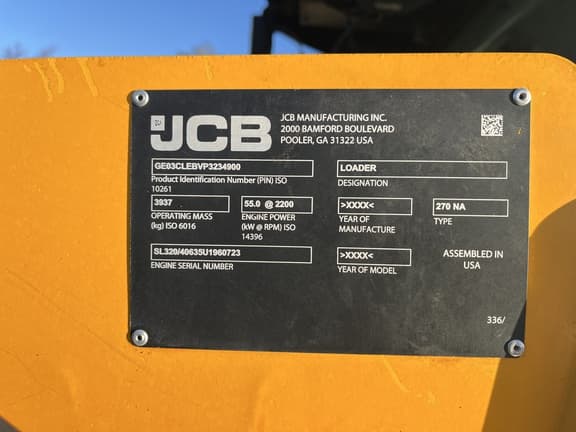 JCB
JCB MANUFACTURING INC.
2000 BAMFORD BOULEVARD
POOLER, GA 31322 USA
GE03CLEBVP3234900
Product Identification Number (PIN) ISO
10261
LOADER
DESIGNATION
3937
OPERATING MASS
(kg) ISO 6016
55.0 @ 2200
ENGINE POWER
(kW @ RPM) ISO
14396
>XXXX<
YEAR OF
MANUFACTURE
270 NA
TYPE
SL320/40635U1960723
ENGINE SERIAL NUMBER
>XXXX<
YEAR OF MODEL
ASSEMBLED IN
USA
336/